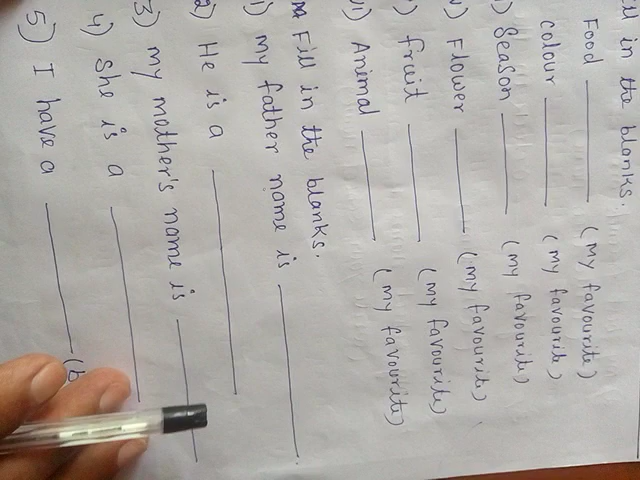 in the blanks.
Food ______ (my favourite)
colour ______ (my favourite)
Season ______ (my favourite)
Flower ______ (my favourite)
fruit ______ (my favourite)
vi) Animal ______ (my favourite)
Fill in the blanks.
1) my father name is ______.
2) He is a ______
3) my mother's name is ______
4) She is a ______
5) I have a ______ (b